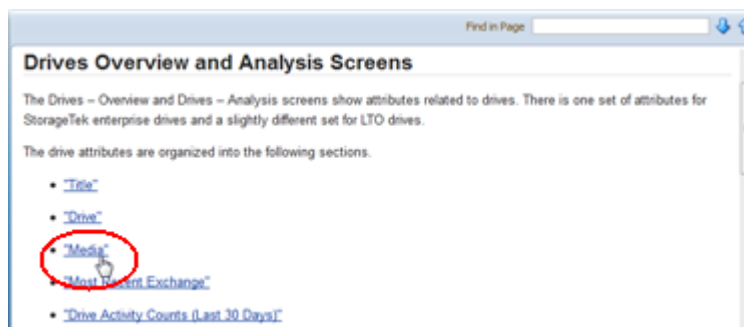 Find in Page
Drives Overview and Analysis Screens
The Drives – Overview and Drives – Analysis screens show attributes related to drives. There is one set of attributes for
StorageTek enterprise drives and a slightly different set for LTO drives.
The drive attributes are organized into the following sections.
• "Title"
• "Drive"
• "Media"
• "Most Recent Exchange"
• "Drive Activity Counts (Last 30 Days)"